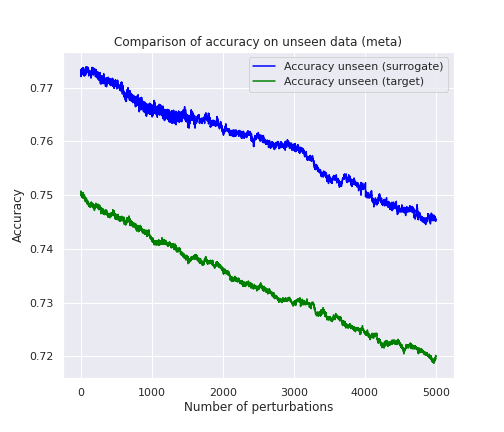 Comparison of accuracy on unseen data (meta)
Accuracy unseen (surrogate)
Accuracy unseen (target)
0.77
0.76
0.75
0.74
0.73
0.72
Accuracy
0 1000 2000 3000 4000 5000
Number of perturbations